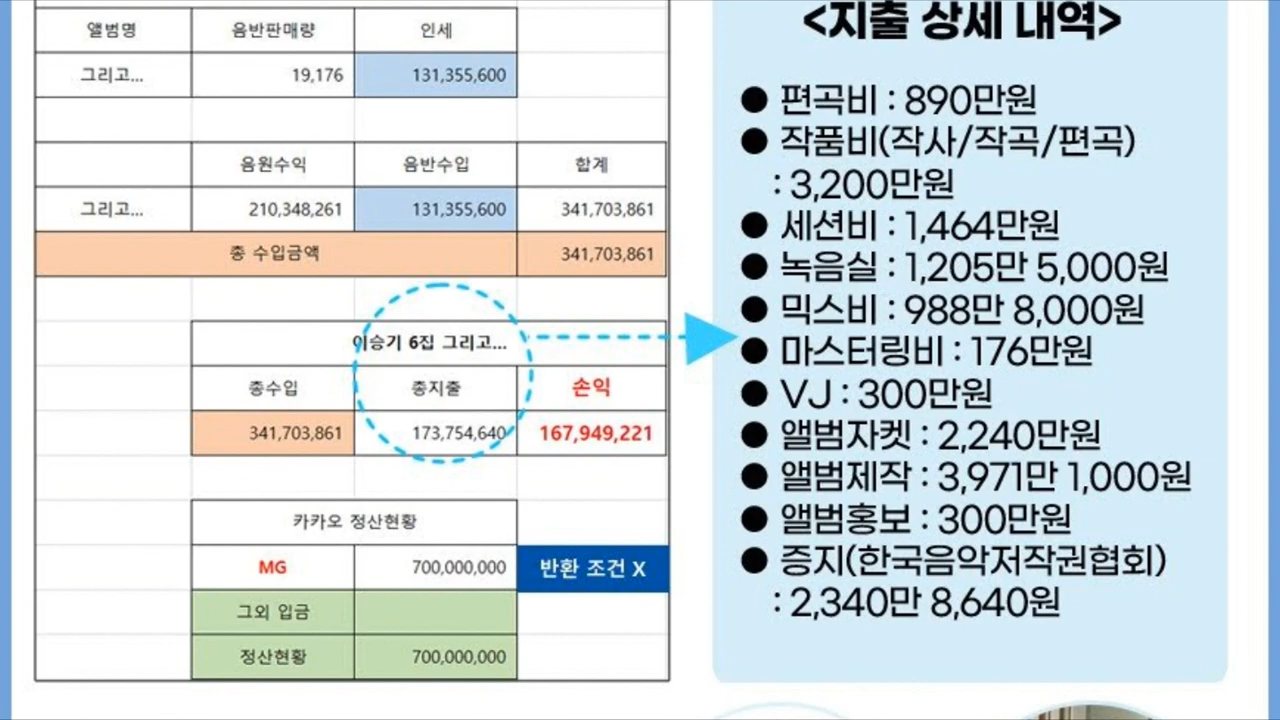 앨범명 음반판매량 인세
그리고... 19,176 131,355,600
음원수익 음반수입 합계
그리고... 210,348,261 131,355,600 341,703,861
총 수입금액 341,703,861
이승기 6집 그리고...
총수입 총지출 손익
341,703,861 173,754,640 167,949,221
카카오 정산현황
MG 700,000,000 반환 조건 X
그외 입금
정산현황 700,000,000
<지출 상세 내역>
● 편곡비 : 890만원
● 작품비(작사/작곡/편곡)
: 3,200만원
● 세션비 : 1,464만원
● 녹음실 : 1,205만 5,000원
● 믹스비 : 988만 8,000원
● 마스터링비 : 176만원
● VJ : 300만원
● 앨범자켓 : 2,240만원
● 앨범제작 : 3,971만 1,000원
● 앨범홍보 : 300만원
● 증지(한국음악저작권협회)
: 2,340만 8,640원